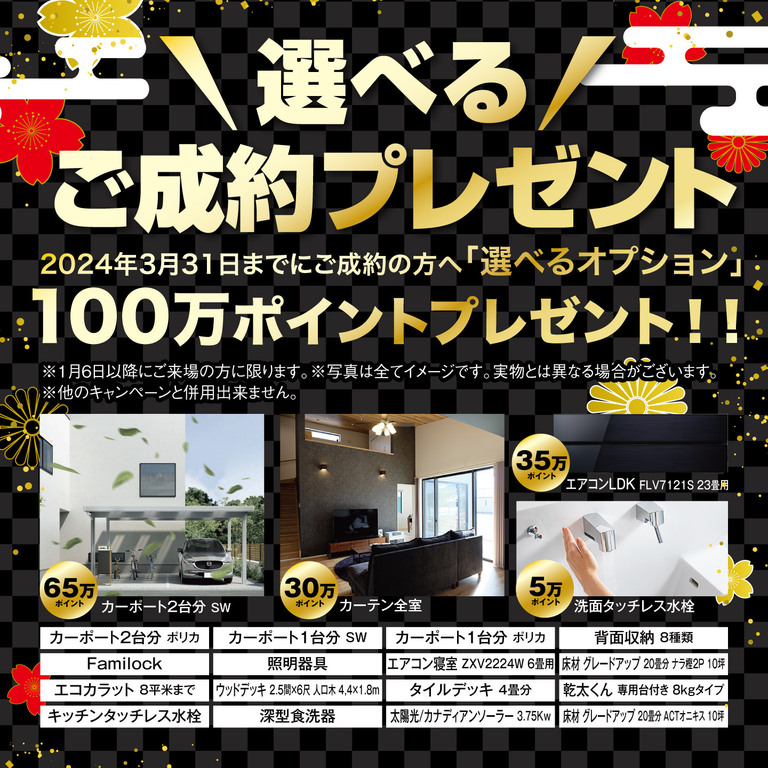 選べる
ご成約プレゼント
2024年3月31日までにご成約の方へ「選べるオプション」
100万ポイントプレゼント！！
※1月6日以降にご来場の方に限ります。※写真は全てイメージです。実物とは異なる場合がございます。
※他のキャンペーンと併用出来ません。
65万
ポイント
カーポート2台分 SW
30万
ポイント
カーテン全室
35万
ポイント
エアコンLDK FLV7121S 23畳用
5万
ポイント
洗面タッチレス水栓
カーポート2台分 ポリカ
カーポート1台分 SW
カーポート1台分 ポリカ
背面収納 8種類
Familock
照明器具
エアコン寝室 ZXV2224W 6畳用
床材 グレードアップ 20畳分 ナラ樫2P 10坪
エコカラット 8平米まで
ウッドデッキ 2.5間×6尺 人口木 4,4×1.8m
タイルデッキ 4畳分
乾太くん 専用台付き 8kgタイプ
キッチンタッチレス水栓
深型食洗器
太陽光/カナディアンソーラー 3.75Kw
床材 グレードアップ 20畳分 ACTオニキス 10坪